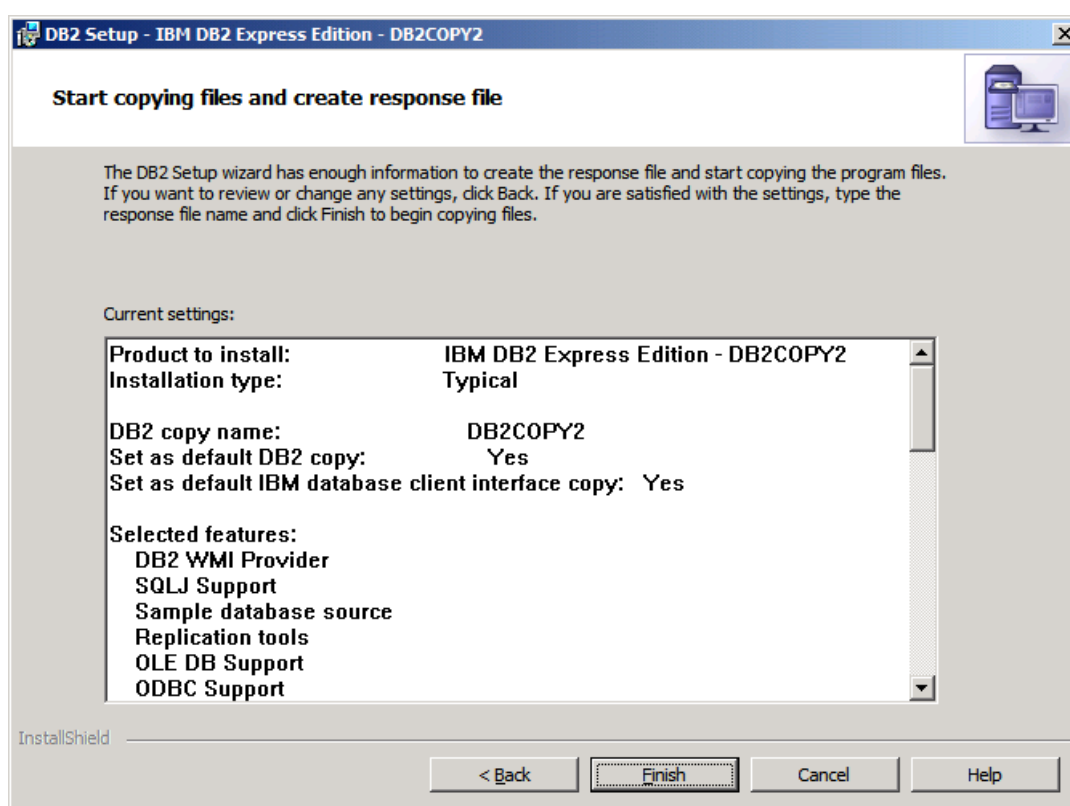 DB2 Setup - IBM DB2 Express Edition - DB2COPY2
Start copying files and create response file
The DB2 Setup wizard has enough information to create the response file and start copying the program files.
If you want to review or change any settings, click Back. If you are satisfied with the settings, type the
response file name and click Finish to begin copying files.
Current settings:
Product to install: IBM DB2 Express Edition - DB2COPY2
Installation type: Typical
DB2 copy name: DB2COPY2
Set as default DB2 copy: Yes
Set as default IBM database client interface copy: Yes
Selected features:
DB2 WMI Provider
SQLJ Support
Sample database source
Replication tools
OLE DB Support
ODBC Support
InstallShield
< Back Finish Cancel Help